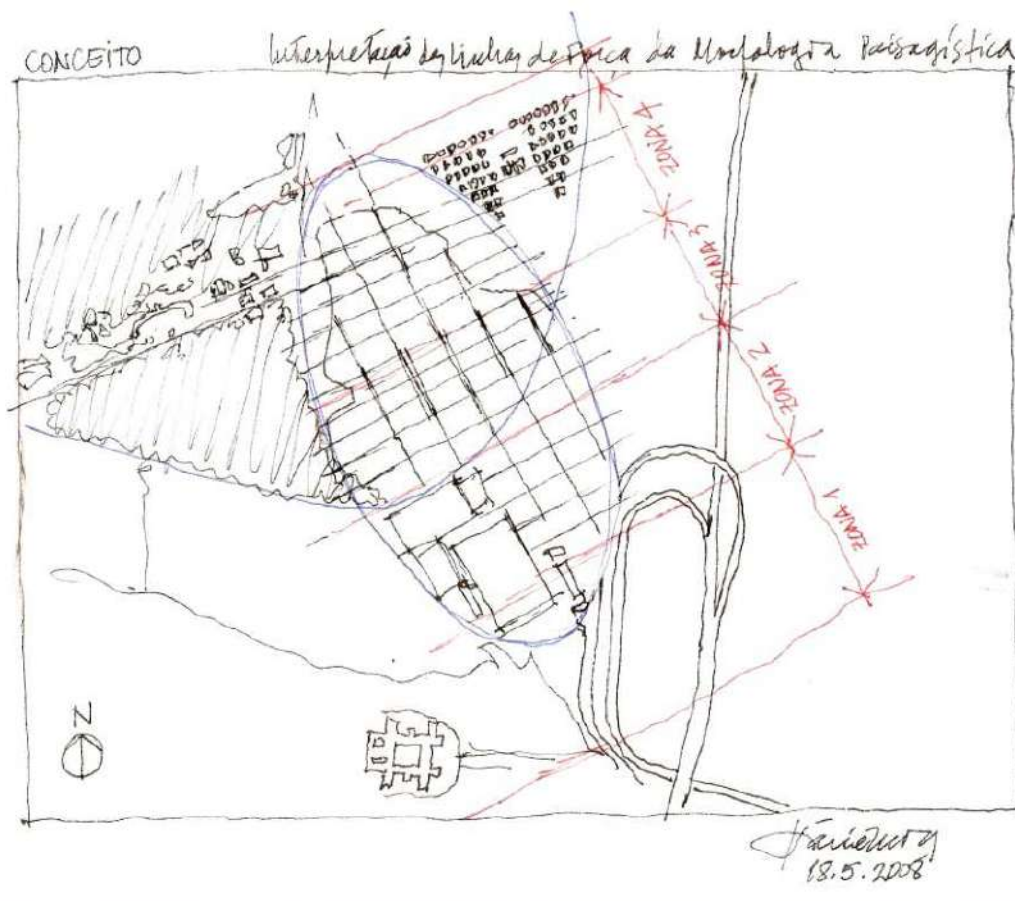 CONCEITO
Interpretação das linhas de força da Morfologia Paisagística
ZONA 4
ZONA 3
ZONA 2
ZONA 1
N
18.5.2008